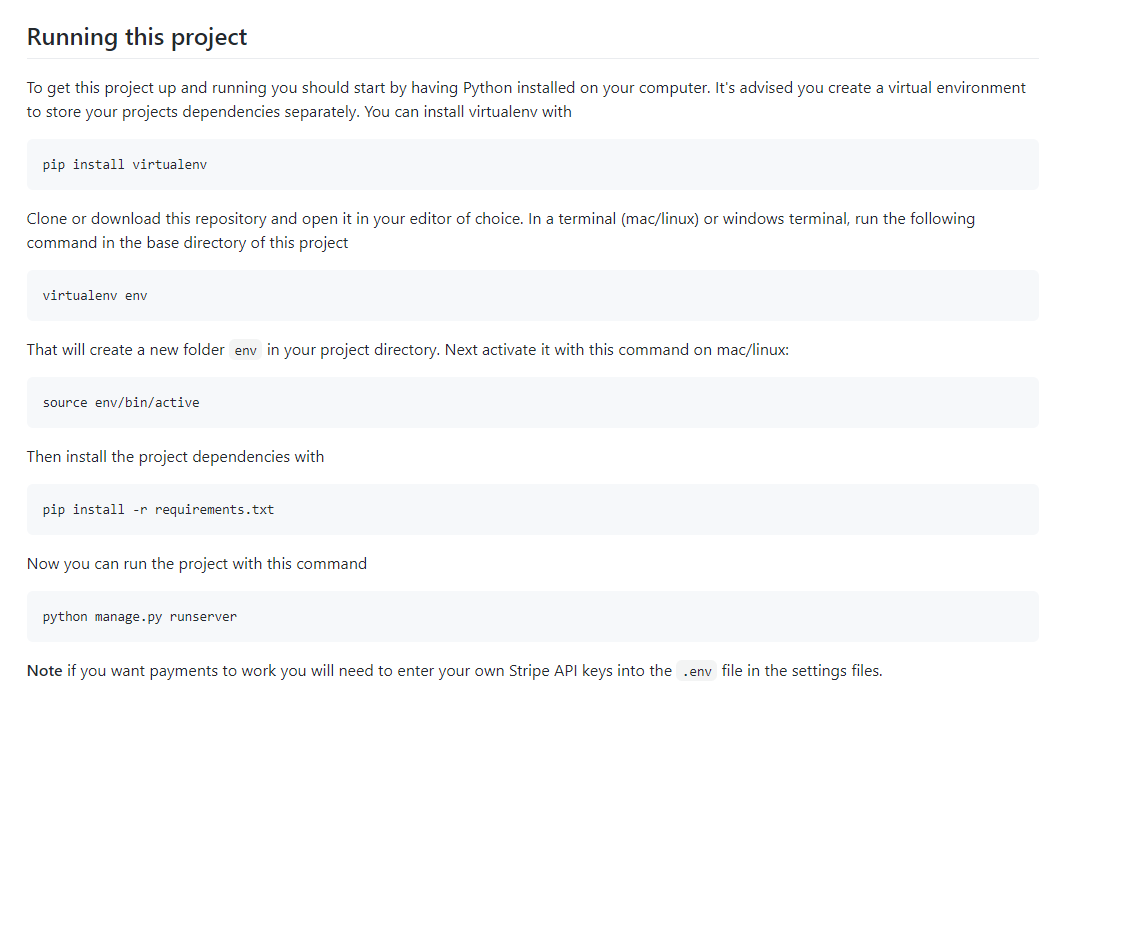 Running this project
To get this project up and running you should start by having Python installed on your computer. It's advised you create a virtual environment
to store your projects dependencies separately. You can install virtualenv with
pip install virtualenv
Clone or download this repository and open it in your editor of choice. In a terminal (mac/linux) or windows terminal, run the following
command in the base directory of this project
virtualenv env
That will create a new folder env in your project directory. Next activate it with this command on mac/linux:
source env/bin/active
Then install the project dependencies with
pip install -r requirements.txt
Now you can run the project with this command
python manage.py runserver
Note if you want payments to work you will need to enter your own Stripe API keys into the .env file in the settings files.